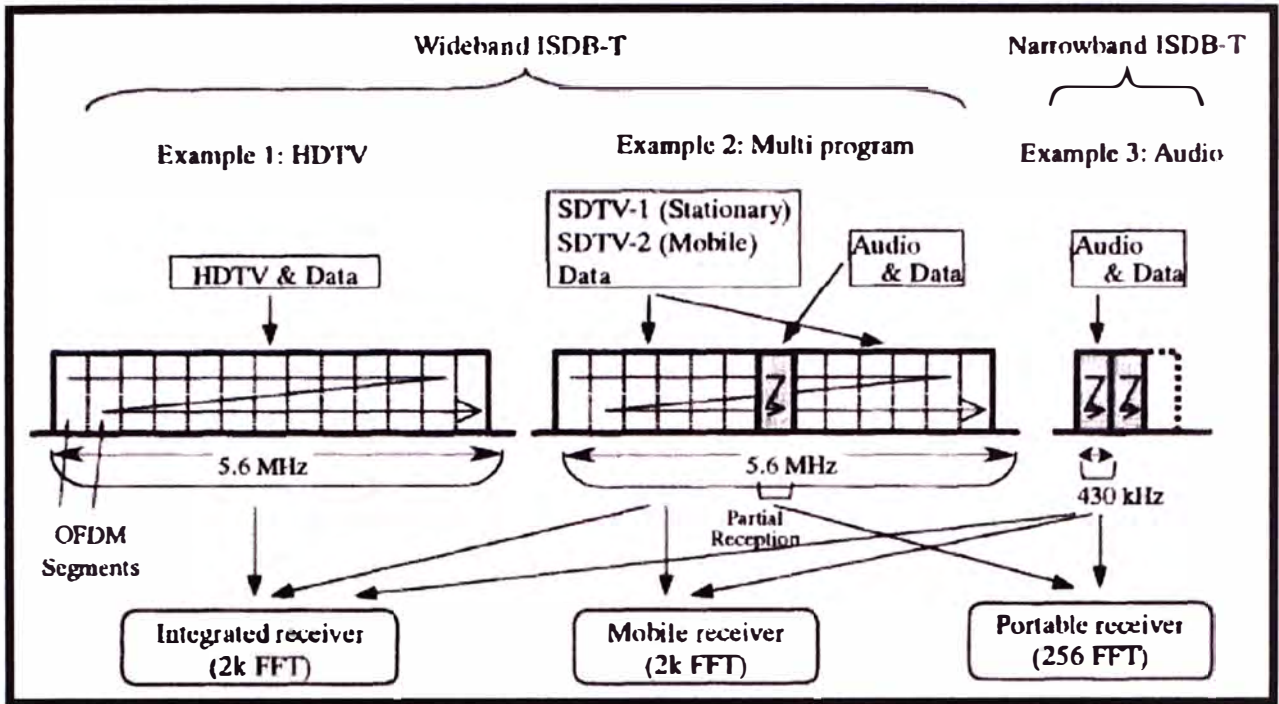 Wideband ISDB-T
Narrowband ISDB-T
Example 1: HDTV
Example 2: Multi program
Example 3: Audio
SDTV-1 (Stationary)
SDTV-2 (Mobile)
Data
Audio
& Data
Audio
& Data
HDTV & Data
5.6 MHz
5.6 MHz
430 kHz
Partial
Reception
OFDM
Segments
Integrated receiver
(2k FFT)
Mobile receiver
(2k FFT)
Portable receiver
(256 FFT)